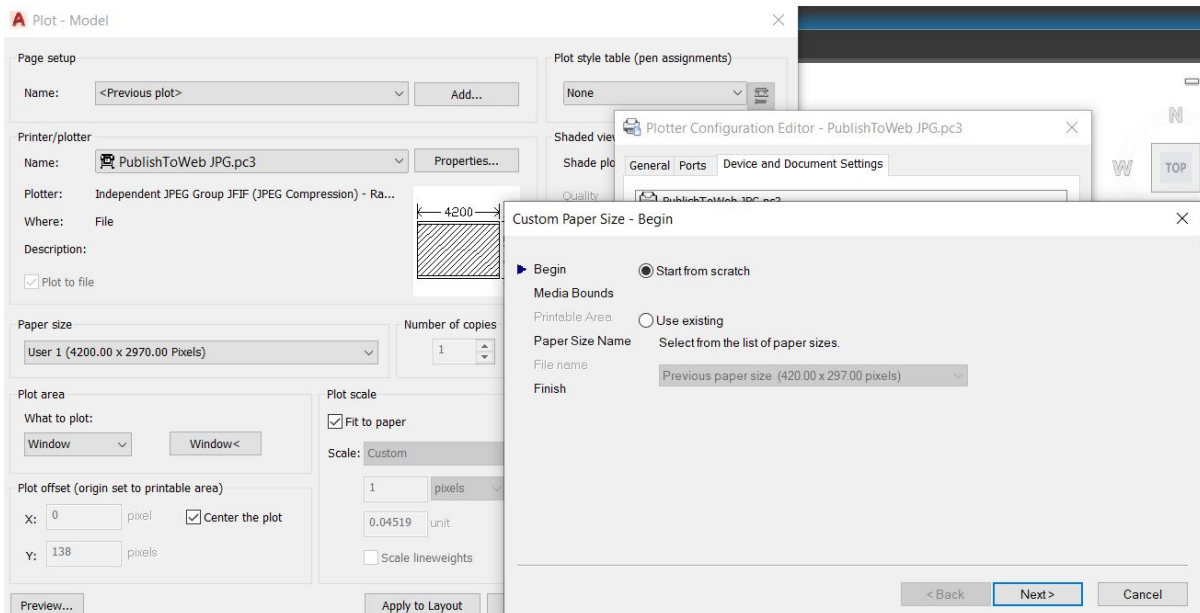 A Plot - Model
Page setup
Name: <Previous plot> Add...
Plot style table (pen assignments)
None
Printer/plotter
Name: PublishToWeb JPG.pc3 Properties...
Plotter: Independent JPEG Group JFIF (JPEG Compression) - Ra...
Where: File
Description:
Plot to file
4200
Paper size
User 1 (4200.00 x 2970.00 Pixels)
Number of copies
1
Plot area
What to plot:
Window Window<
Plot scale
Fit to paper
Scale: Custom
1 pixels
0.04519 unit
Scale lineweights
Plot offset (origin set to printable area)
X: 0 pixel Center the plot
Y: 138 pixels
Preview... Apply to Layout
Shaded view
Shade plo
Quality
Plotter Configuration Editor - PublishToWeb JPG.pc3
General Ports Device and Document Settings
PublishToWeb JPG.pc3
Custom Paper Size - Begin
Begin
Media Bounds
Printable Area
Paper Size Name
File name
Finish
Start from scratch
Use existing
Select from the list of paper sizes.
Previous paper size (420.00 x 297.00 pixels)
< Back Next > Cancel
N
W TOP